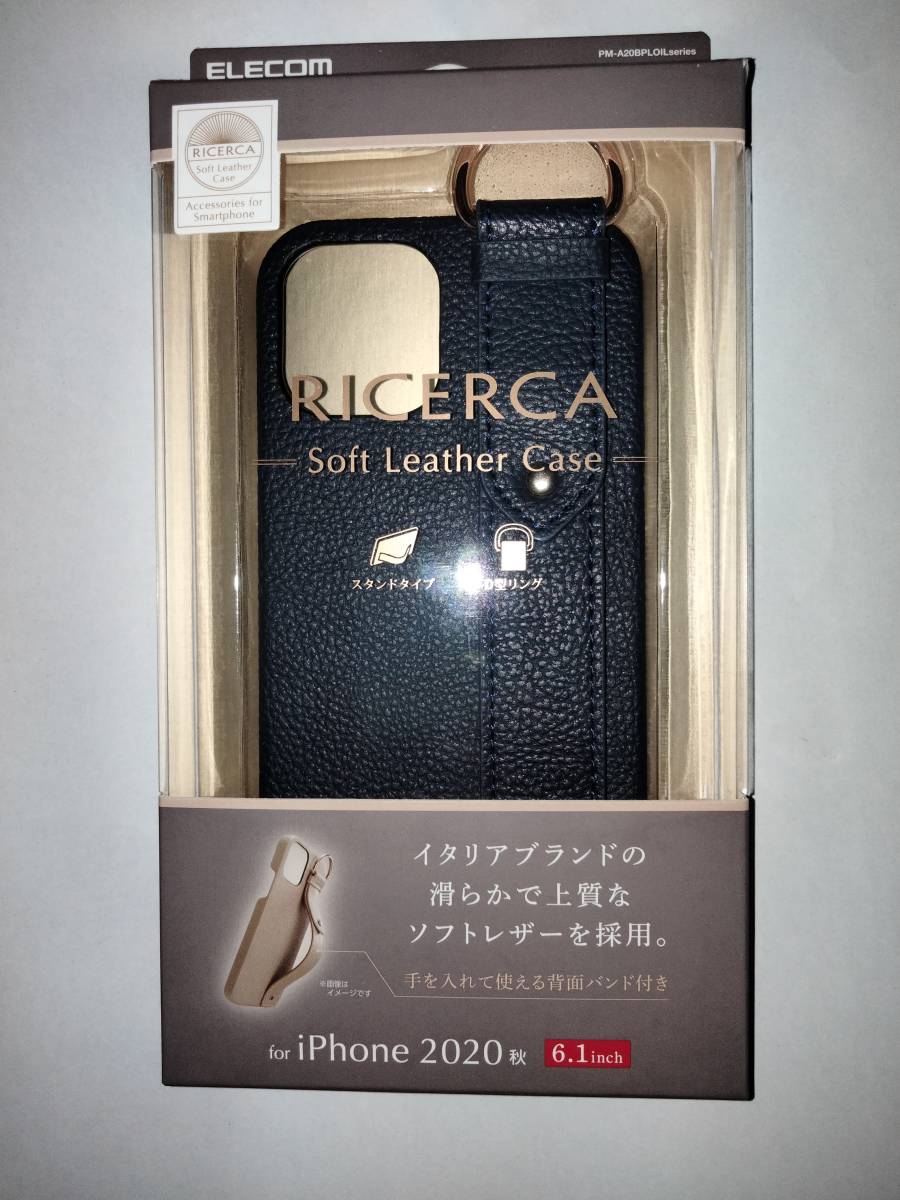 PM-A20BPLOILseries
ELECOM
RICERCA
Soft Leather
Case
Accessories for
Smartphone
RICERCA
Soft Leather Case
スタンドタイプ
D型リング
イタリアブランドの
滑らかで上質な
ソフトレザーを採用。
手を入れて使える背面バンド付き
※画像は
イメージです
for iPhone 2020 秋 6.1inch